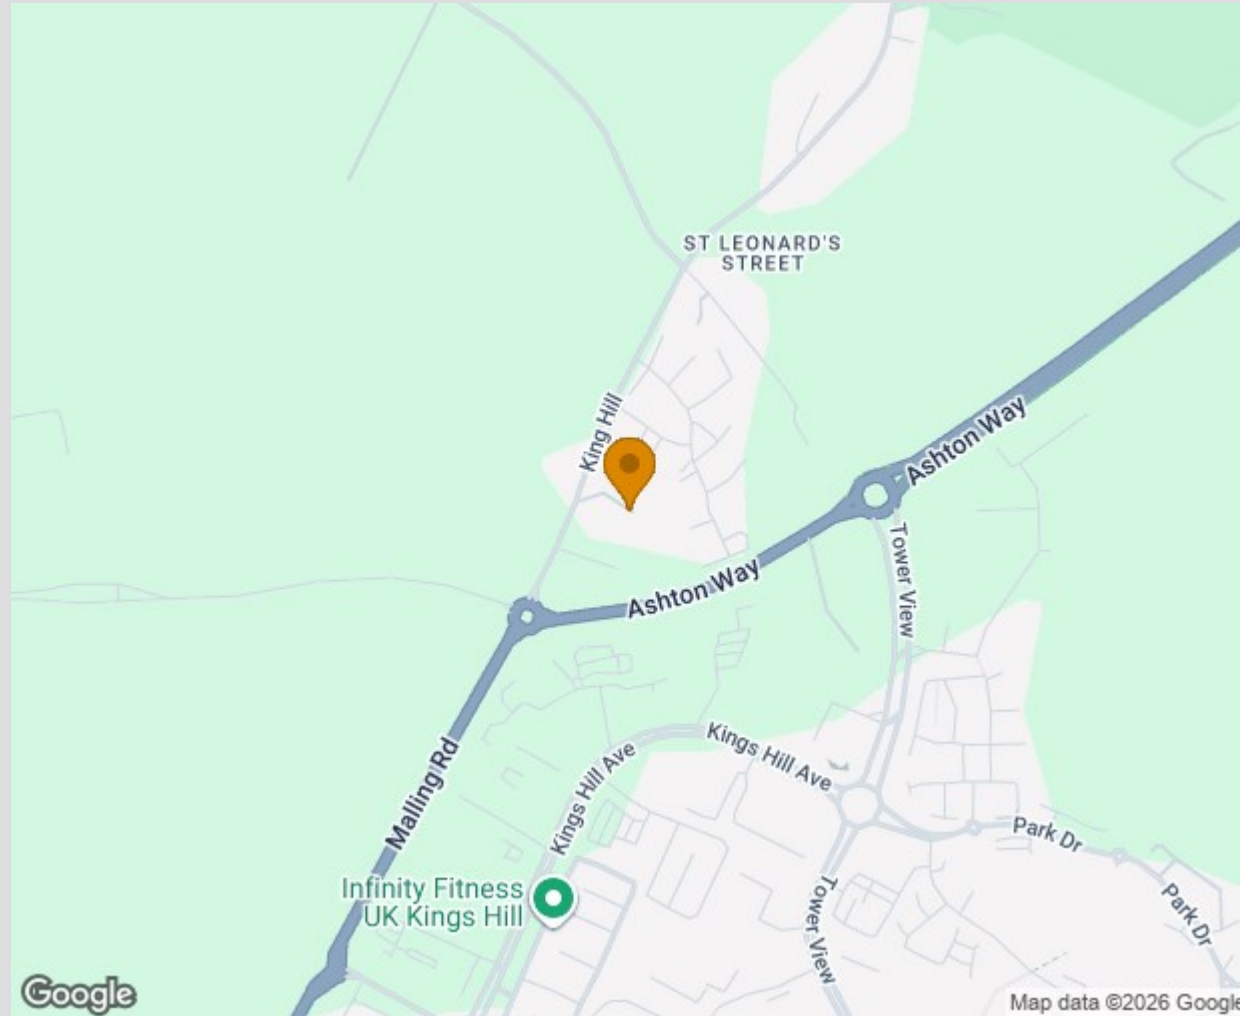 ST LEONARD'S
STREET
King Hill
Ashton Way
Ashton Way
Tower View
Malling Rd
Kings Hill Ave
Kings Hill Ave
Park Dr
Park Dr
Tower View
Infinity Fitness
UK Kings Hill
Google
Map data ©2026 Google